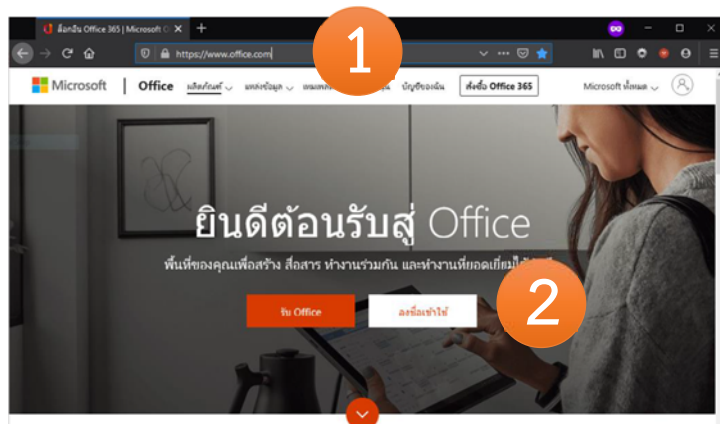 ล็อกอิน Office 365 | Microsoft O
https://www.office.com
1
Microsoft | Office ผลิตภัณฑ์ แหล่งข้อมูล บัญชีของฉัน สั่งซื้อ Office 365 Microsoft ทั้งหมด
ยินดีต้อนรับสู่ Office
พื้นที่ของคุณเพื่อสร้าง สื่อสาร ทำงานร่วมกัน และทำงานที่ยอดเยี่ยม
2
รับ Office ลงชื่อเข้าใช้